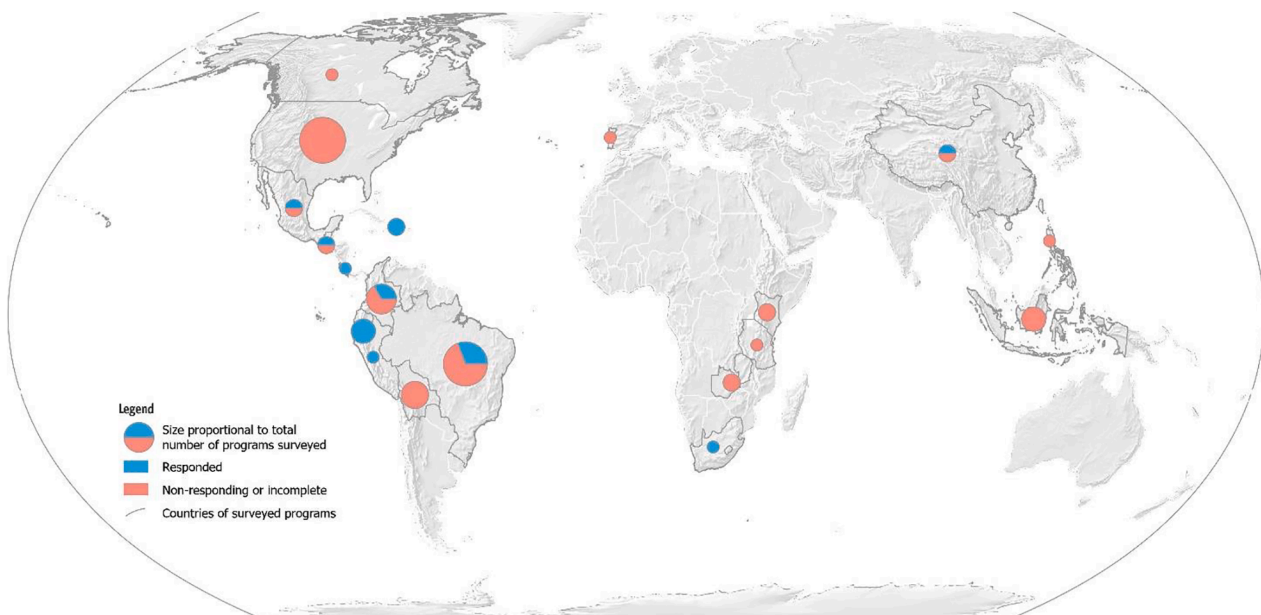 Legend
Size proportional to total
number of programs surveyed
Responded
Non-responding or incomplete
Countries of surveyed programs